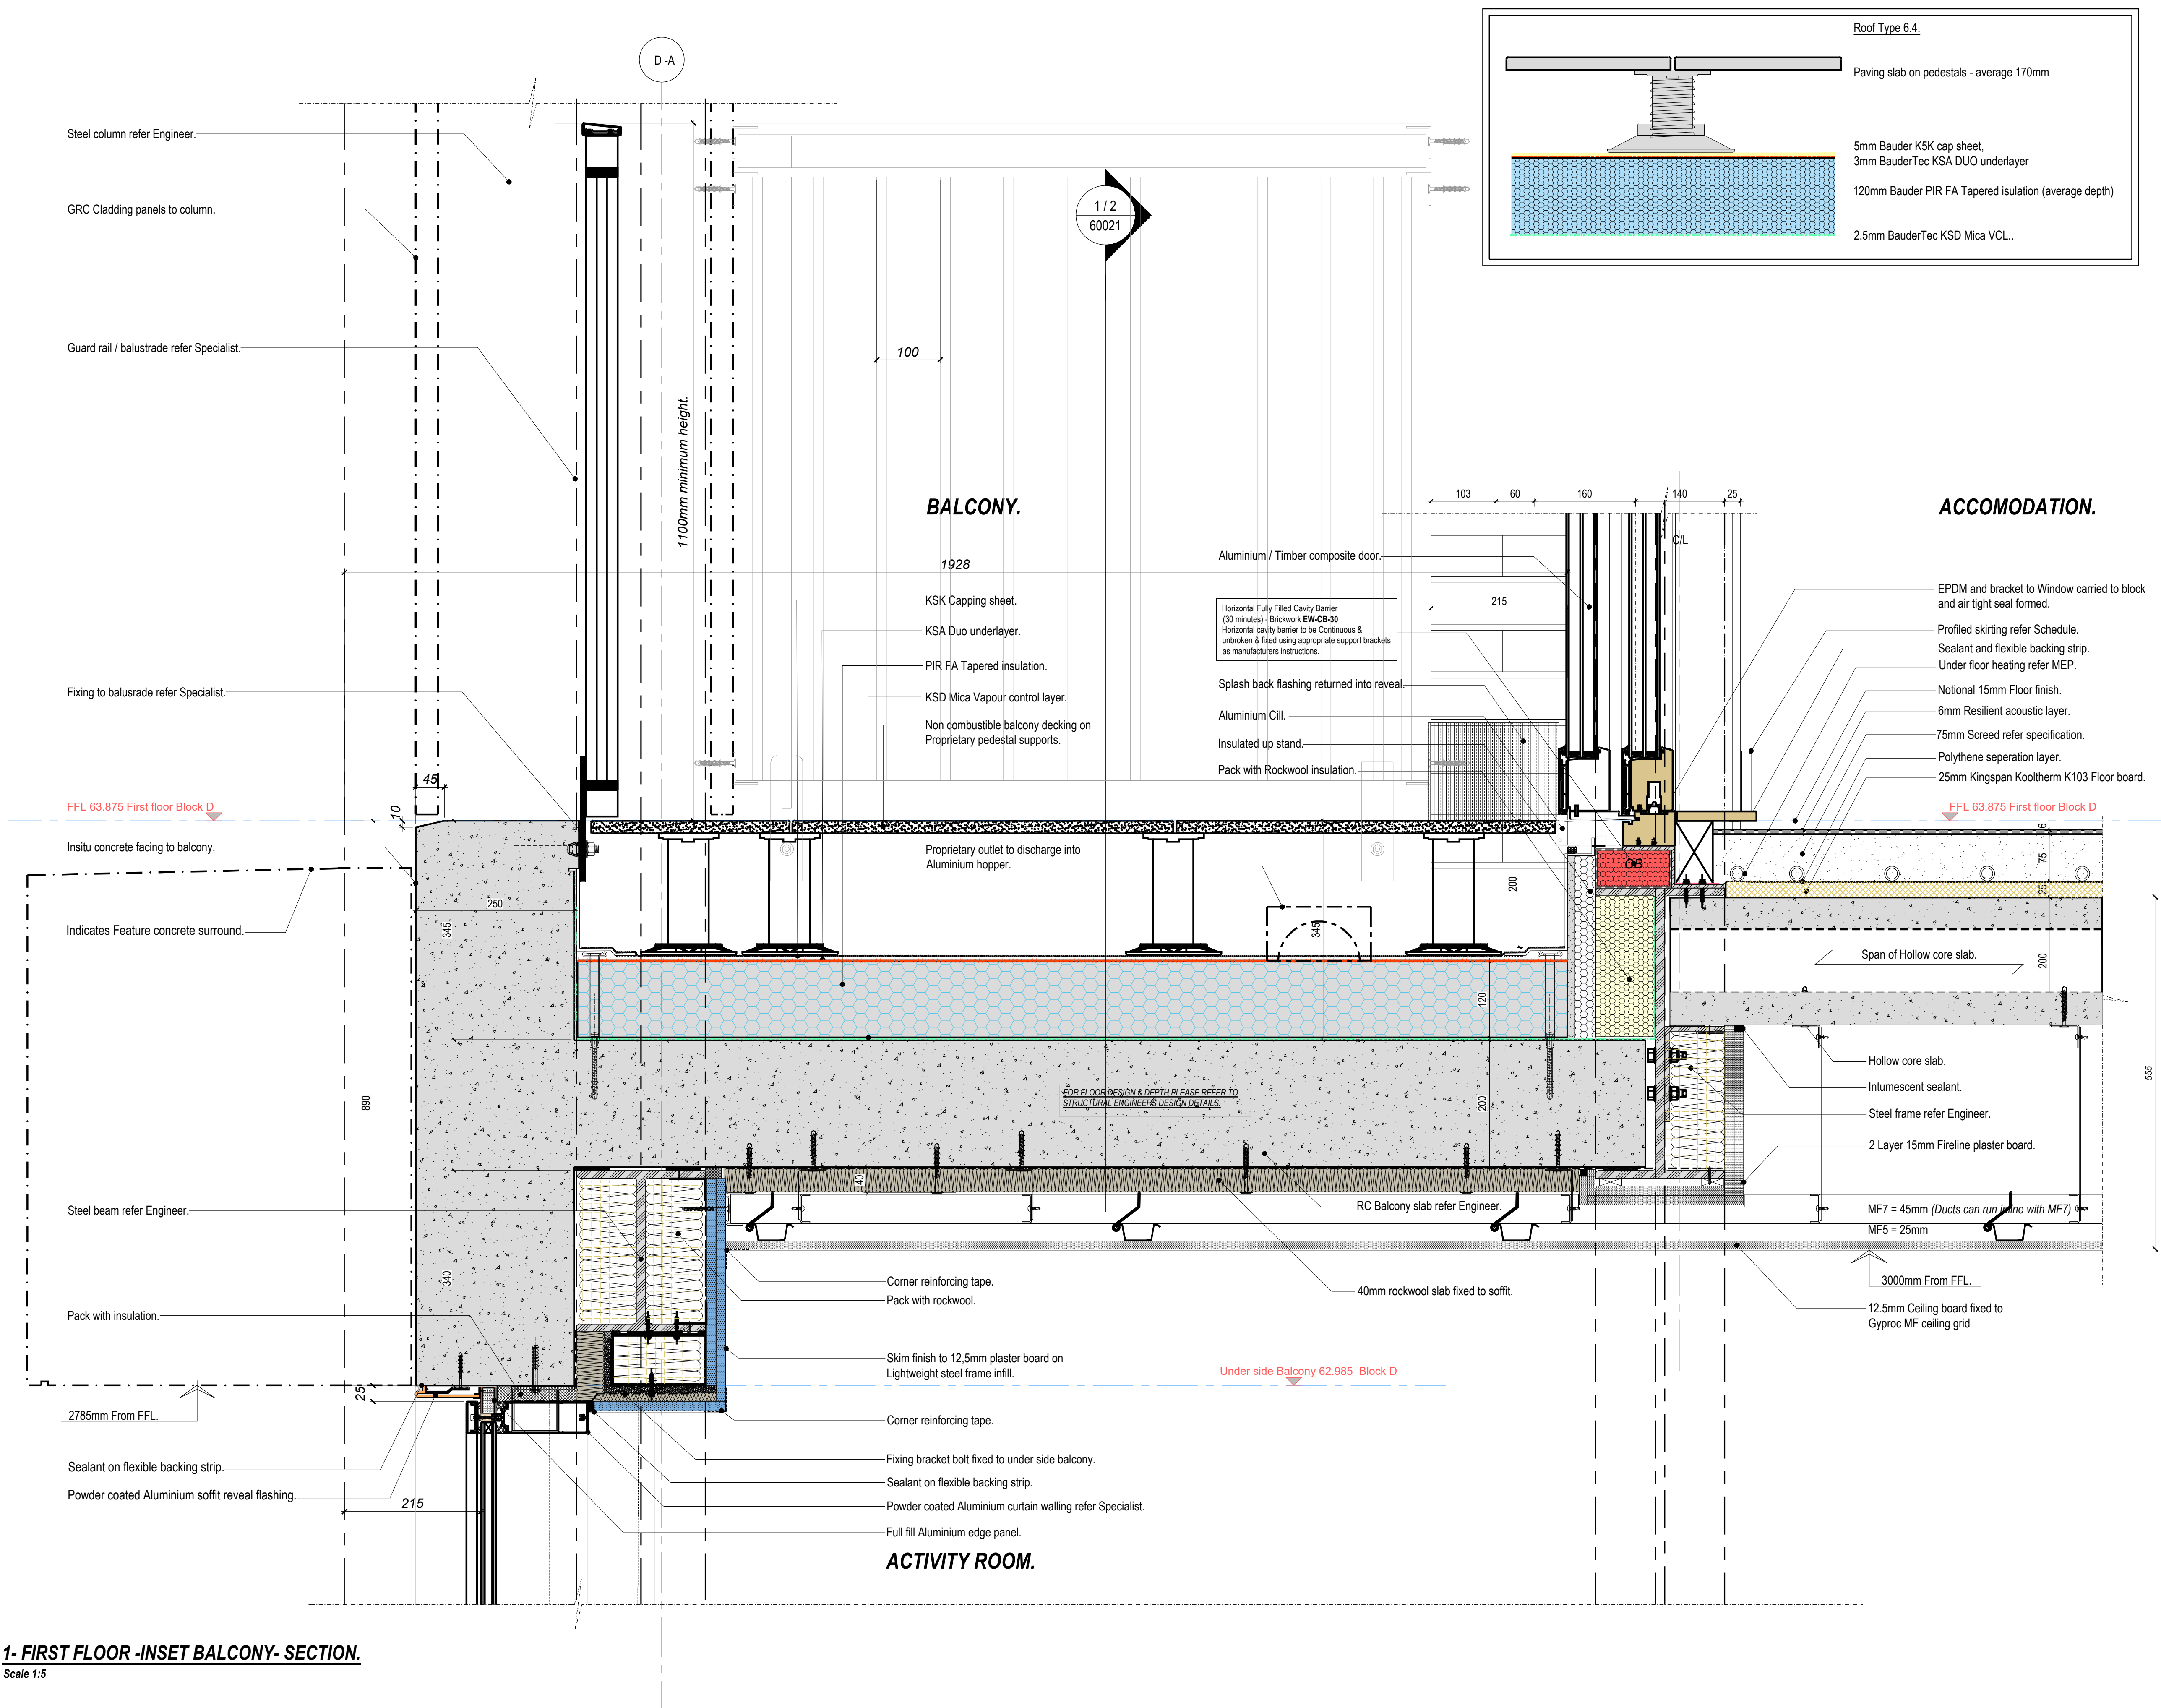 Roof Type 6.4.
Paving slab on pedestals - average 170mm
5mm Bauder K5K cap sheet,
3mm BauderTec KSA DUO underlayer
120mm Bauder PIR FA Tapered isulation (average depth)
2.5mm BauderTec KSD Mica VCL..
D -A
Steel column refer Engineer.
GRC Cladding panels to column.
Guard rail / balustrade refer Specialist.
Fixing to balusrade refer Specialist.
FFL 63.875 First floor Block D
Insitu concrete facing to balcony.
Indicates Feature concrete surround.
Steel beam refer Engineer.
Pack with insulation.
2785mm From FFL.
Sealant on flexible backing strip.
Powder coated Aluminium soffit reveal flashing.
1 / 2
60021
100
1100mm minimum height.
BALCONY.
1928
KSK Capping sheet.
KSA Duo underlayer.
PIR FA Tapered insulation.
KSD Mica Vapour control layer.
Non combustible balcony decking on
Proprietary pedestal supports.
Proprietary outlet to discharge into
Aluminium hopper.
45
10
250
345
890
340
25
215
345
200
120
200
40
FOR FLOOR DESIGN & DEPTH PLEASE REFER TO
STRUCTURAL ENGINEERS DESIGN DETAILS.
103
60
160
140
25
C/L
215
Aluminium / Timber composite door.
Horizontal Fully Filled Cavity Barrier
(30 minutes) - Brickwork EW-CB-30
Horizontal cavity barrier to be Continuous &
unbroken & fixed using appropriate support brackets
as manufacturers instructions.
Splash back flashing returned into reveal.
Aluminium Cill.
Insulated up stand.
Pack with Rockwool insulation.
CB
ACCOMODATION.
EPDM and bracket to Window carried to block
and air tight seal formed.
Profiled skirting refer Schedule.
Sealant and flexible backing strip.
Under floor heating refer MEP.
Notional 15mm Floor finish.
6mm Resilient acoustic layer.
75mm Screed refer specification.
Polythene seperation layer.
25mm Kingspan Kooltherm K103 Floor board.
FFL 63.875 First floor Block D
6
75
25
200
555
Span of Hollow core slab.
Hollow core slab.
Intumescent sealant.
Steel frame refer Engineer.
2 Layer 15mm Fireline plaster board.
RC Balcony slab refer Engineer.
MF7 = 45mm (Ducts can run inline with MF7)
MF5 = 25mm
3000mm From FFL.
12.5mm Ceiling board fixed to
Gyproc MF ceiling grid
40mm rockwool slab fixed to soffit.
Corner reinforcing tape.
Pack with rockwool.
Skim finish to 12,5mm plaster board on
Lightweight steel frame infill.
Under side Balcony 62.985 Block D
Corner reinforcing tape.
Fixing bracket bolt fixed to under side balcony.
Sealant on flexible backing strip.
Powder coated Aluminium curtain walling refer Specialist.
Full fill Aluminium edge panel.
ACTIVITY ROOM.
1- FIRST FLOOR -INSET BALCONY- SECTION.
Scale 1:5